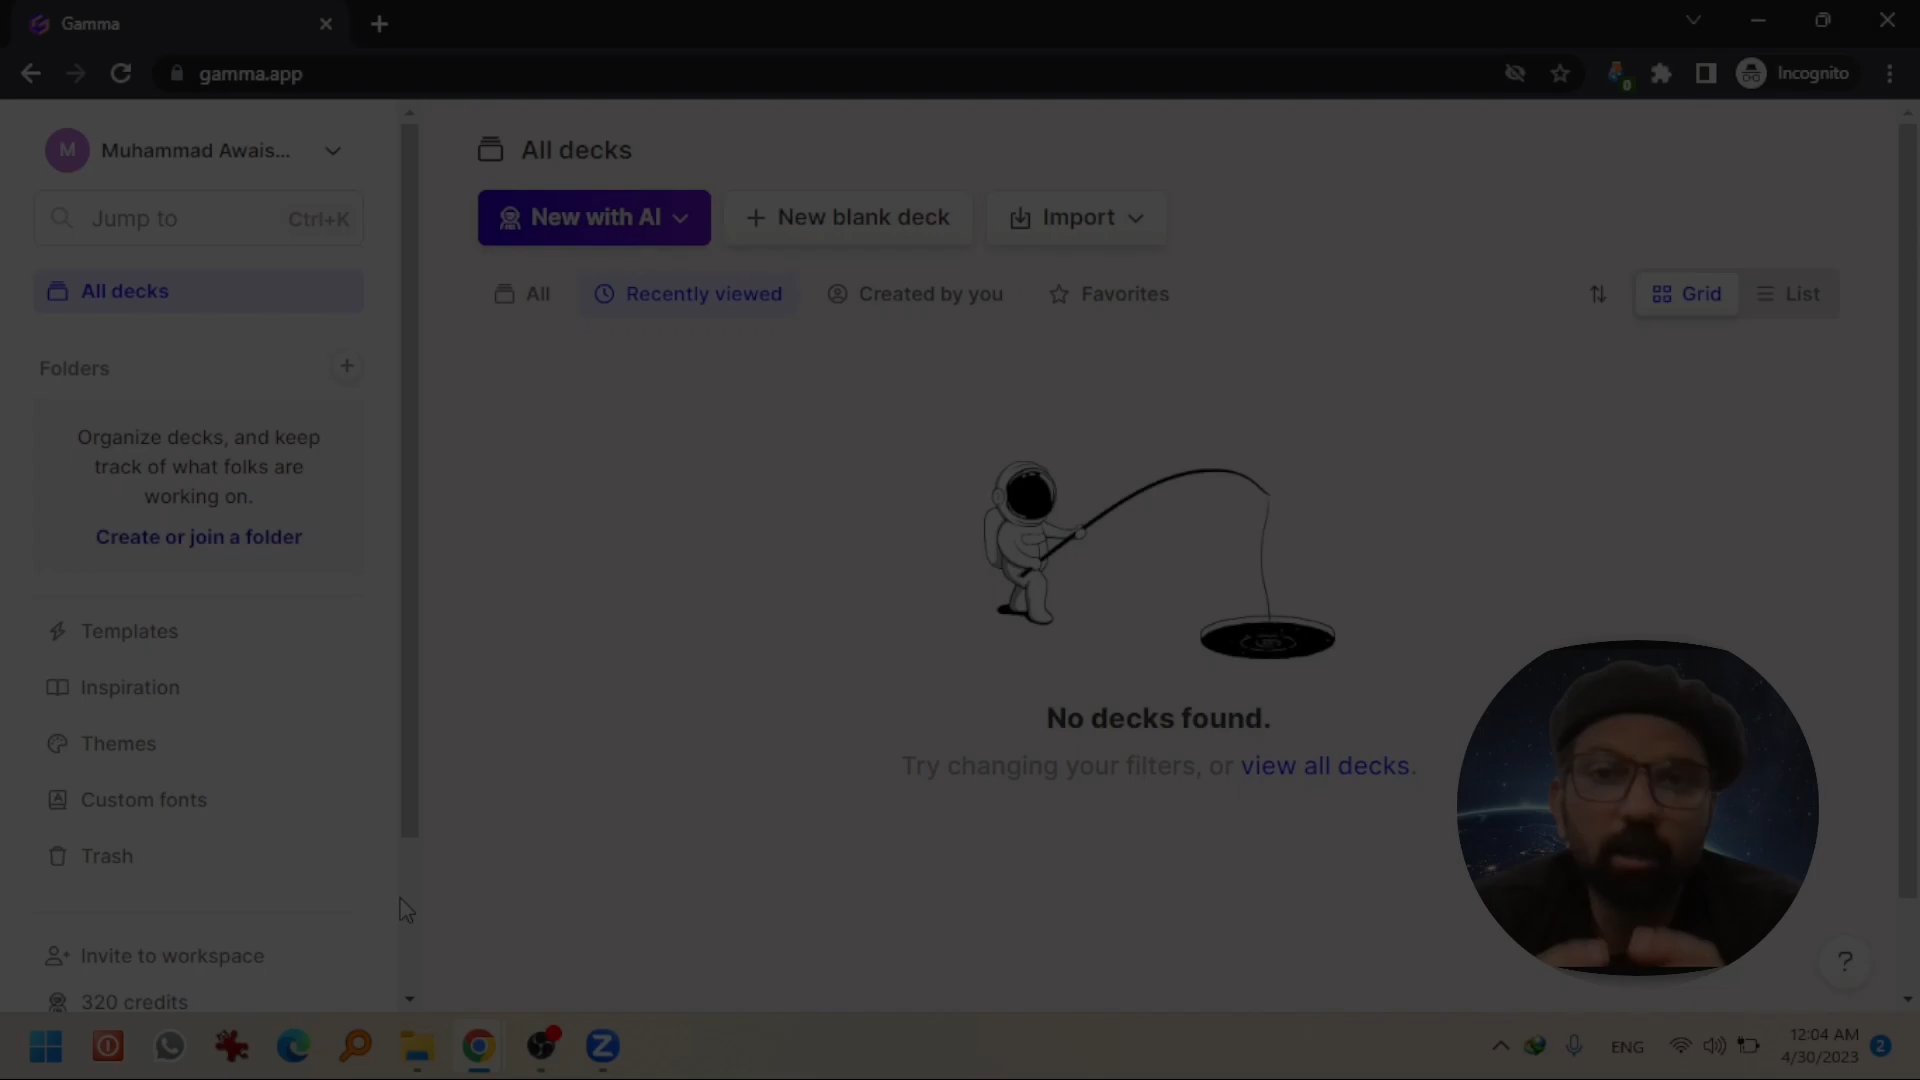 Gamma
gamma.app
Incognito
0
M
Muhammad Awais...
Jump to Ctrl+K
All decks
Folders
Organize decks, and keep
track of what folks are
working on.
Create or join a folder
Templates
Inspiration
Themes
Custom fonts
Trash
Invite to workspace
320 credits
All decks
New with AI
New blank deck
Import
All
Recently viewed
Created by you
Favorites
Grid
List
No decks found.
Try changing your filters, or view all decks.
?
ENG
12:04 AM
4/30/2023
2